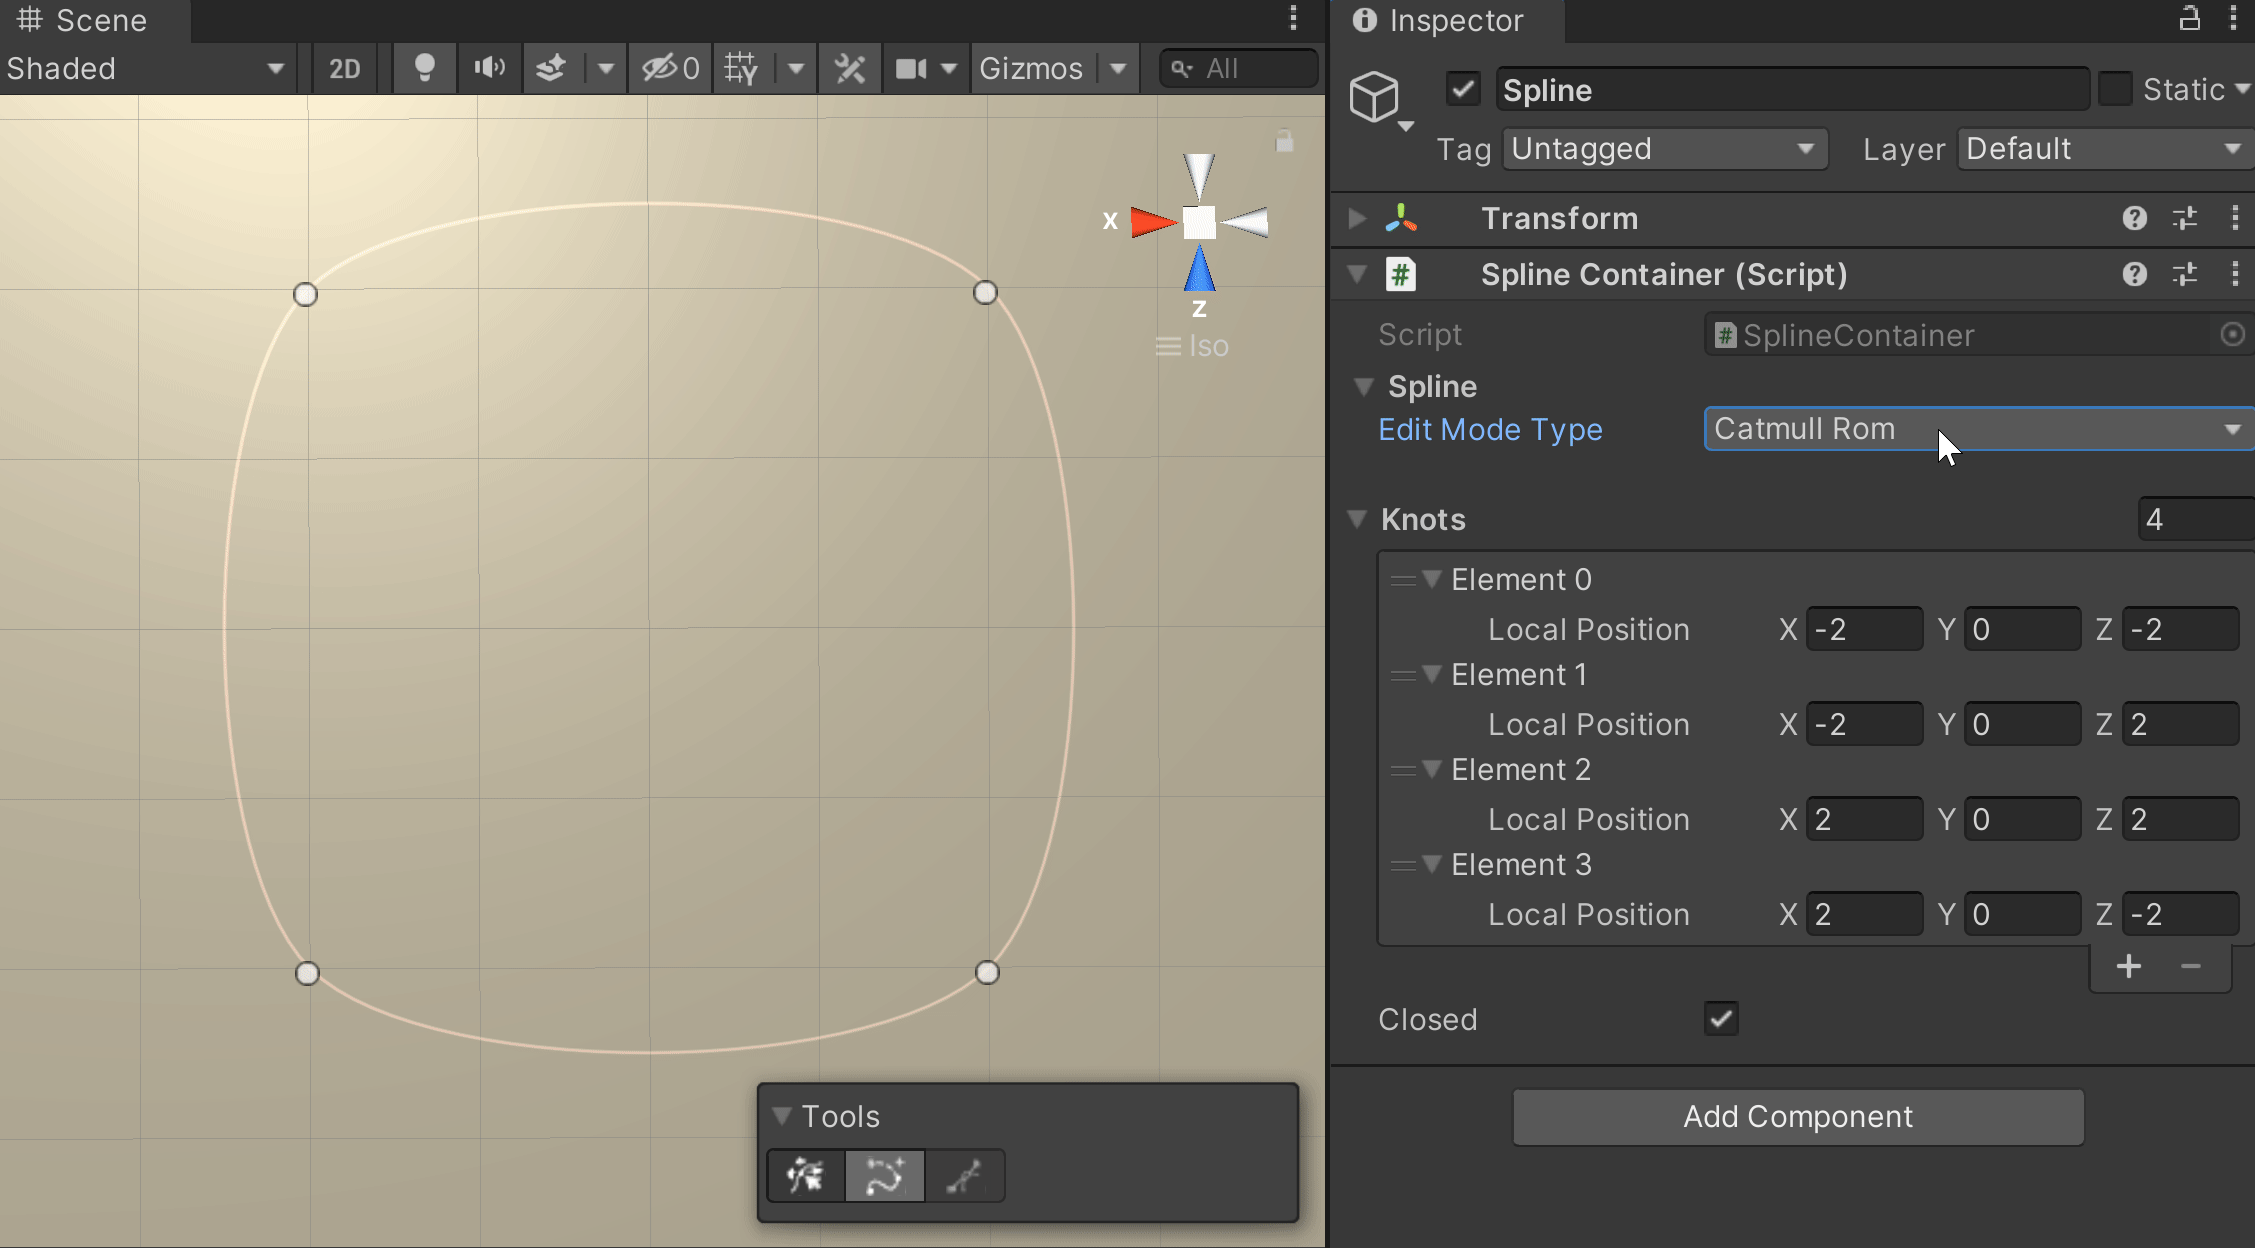 Scene
Shaded
2D
0
Gizmos
All
X
Z
Iso
Tools
Inspector
Spline
Static
Tag
Untagged
Layer
Default
Transform
Spline Container (Script)
Script
SplineContainer
Spline
Edit Mode Type
Catmull Rom
Knots
4
Element 0
Local Position X -2 Y 0 Z -2
Element 1
Local Position X -2 Y 0 Z 2
Element 2
Local Position X 2 Y 0 Z 2
Element 3
Local Position X 2 Y 0 Z -2
Closed
Add Component